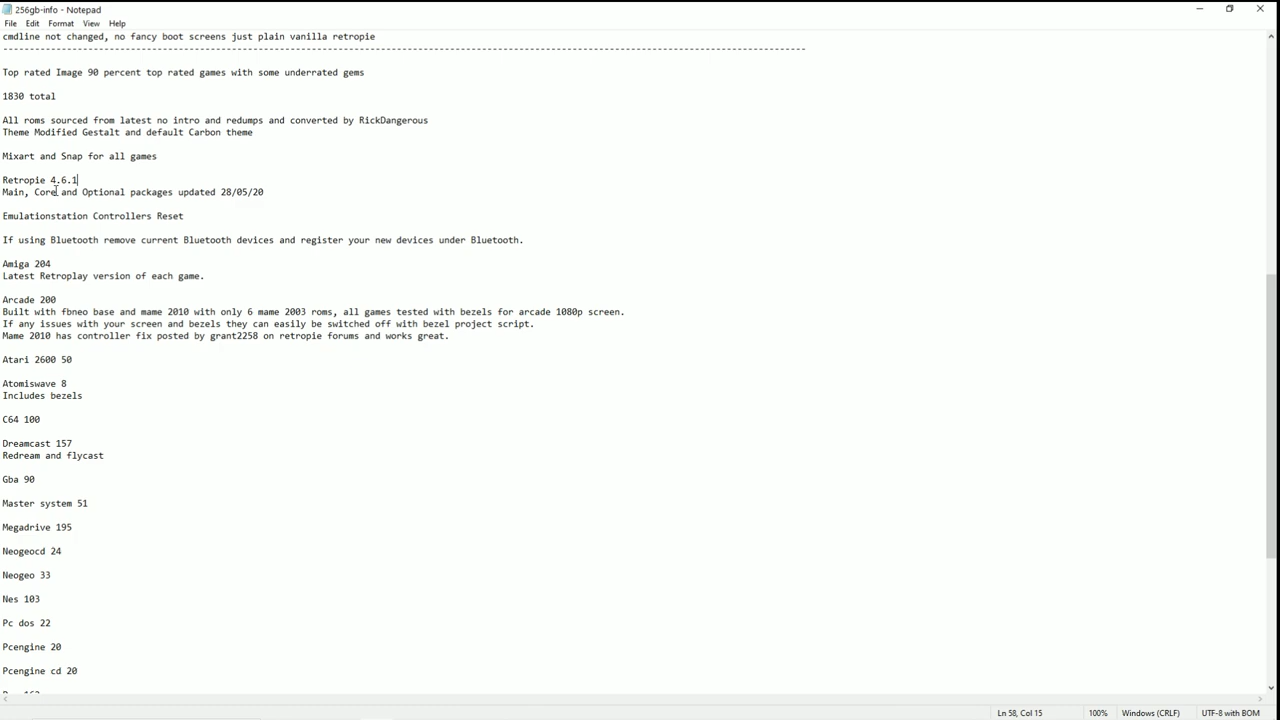 256gb-info - Notepad
File Edit Format View Help
cmdline not changed, no fancy boot screens just plain vanilla retropie
------------------------------------------------------------------------------------------------------------------------------------------------------
Top rated Image 90 percent top rated games with some underrated gems
1830 total
All roms sourced from latest no intro and redumps and converted by RickDangerous
Theme Modified Gestalt and default Carbon theme
Mixart and Snap for all games
Retropie 4.6.1
Main, Core and Optional packages updated 28/05/20
Emulationstation Controllers Reset
If using Bluetooth remove current Bluetooth devices and register your new devices under Bluetooth.
Amiga 204
Latest Retroplay version of each game.
Arcade 200
Built with fbneo base and mame 2010 with only 6 mame 2003 roms, all games tested with bezels for arcade 1080p screen.
If any issues with your screen and bezels they can easily be switched off with bezel project script.
Mame 2010 has controller fix posted by grant2258 on retropie forums and works great.
Atari 2600 50
Atomiswave 8
Includes bezels
C64 100
Dreamcast 157
Redream and flycast
Gba 90
Master system 51
Megadrive 195
Neogeocd 24
Neogeo 33
Nes 103
Pc dos 22
Pcengine 20
Pcengine cd 20
Ln 58, Col 15 100% Windows (CRLF) UTF-8 with BOM